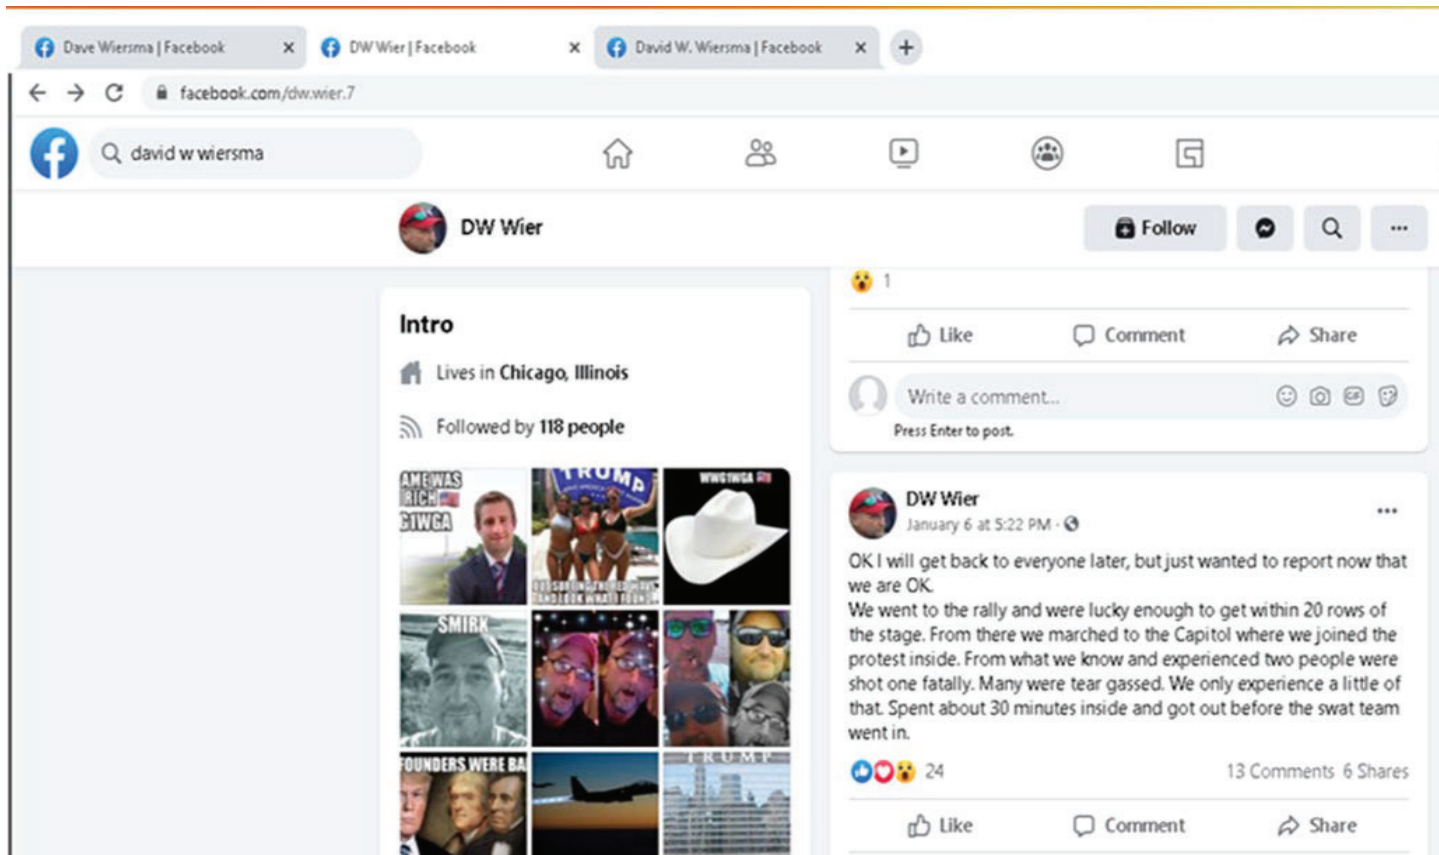 Dave Wiersma | Facebook
DW Wier | Facebook
David W. Wiersma | Facebook
facebook.com/dw.wier.7
david w wiersma
DW Wier
Follow
Intro
Lives in Chicago, Illinois
Followed by 118 people
AME WAS
RICH
G1WGA
TRUMP
WWG1WGA
SMIRK
FOUNDERS WERE BA
TRUMP
1
Like
Comment
Share
Write a comment...
GIF
Press Enter to post.
DW Wier
January 6 at 5:22 PM ·
OK I will get back to everyone later, but just wanted to report now that
we are OK.
We went to the rally and were lucky enough to get within 20 rows of
the stage. From there we marched to the Capitol where we joined the
protest inside. From what we know and experienced two people were
shot one fatally. Many were tear gassed. We only experience a little of
that. Spent about 30 minutes inside and got out before the swat team
went in.
24
13 Comments 6 Shares
Like
Comment
Share